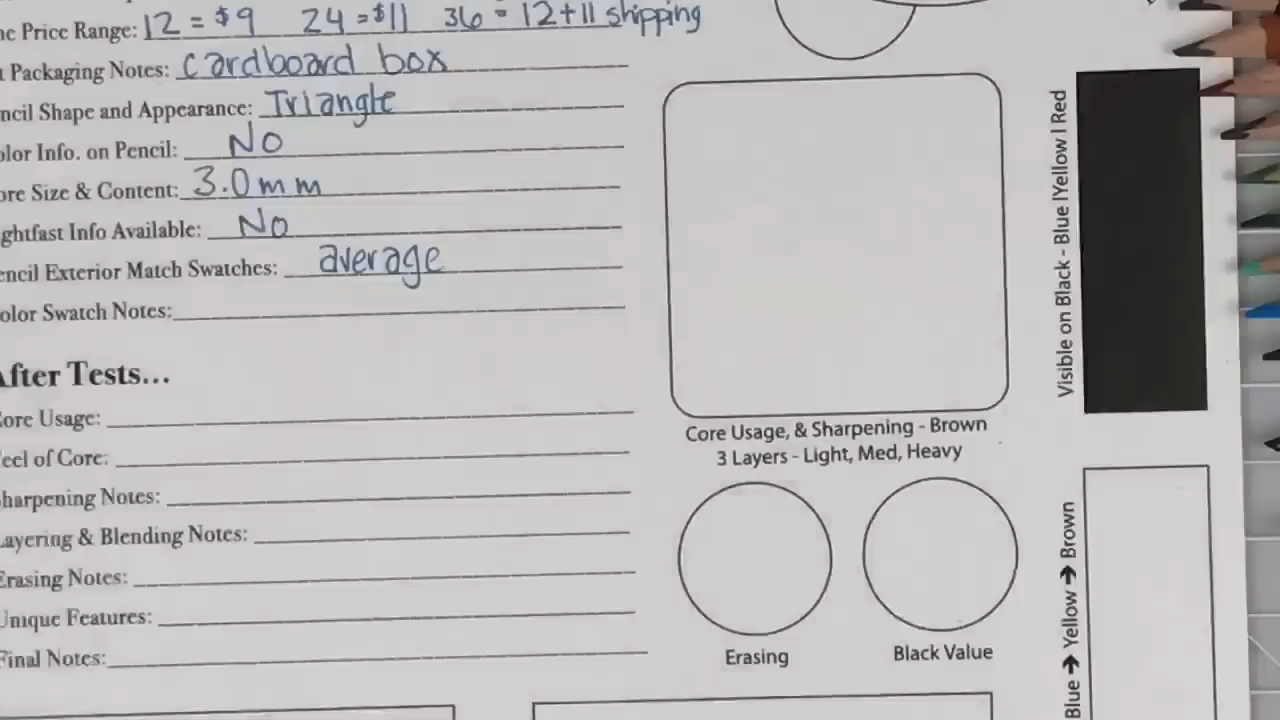 ne Price Range: 12 = $9 24 = $11 36 = 12+11 shipping
t Packaging Notes: cardboard box
ncil Shape and Appearance: Triangle
olor Info. on Pencil: No
ore Size & Content: 3.0mm
ghtfast Info Available: No
encil Exterior Match Swatches: average
olor Swatch Notes:
After Tests...
Core Usage:
Feel of Core:
Sharpening Notes:
Layering & Blending Notes:
Erasing Notes:
Unique Features:
Final Notes:
Core Usage, & Sharpening - Brown
3 Layers - Light, Med, Heavy
Erasing
Black Value
Visible on Black - Blue |Yellow | Red
Blue ➔ Yellow ➔ Brown